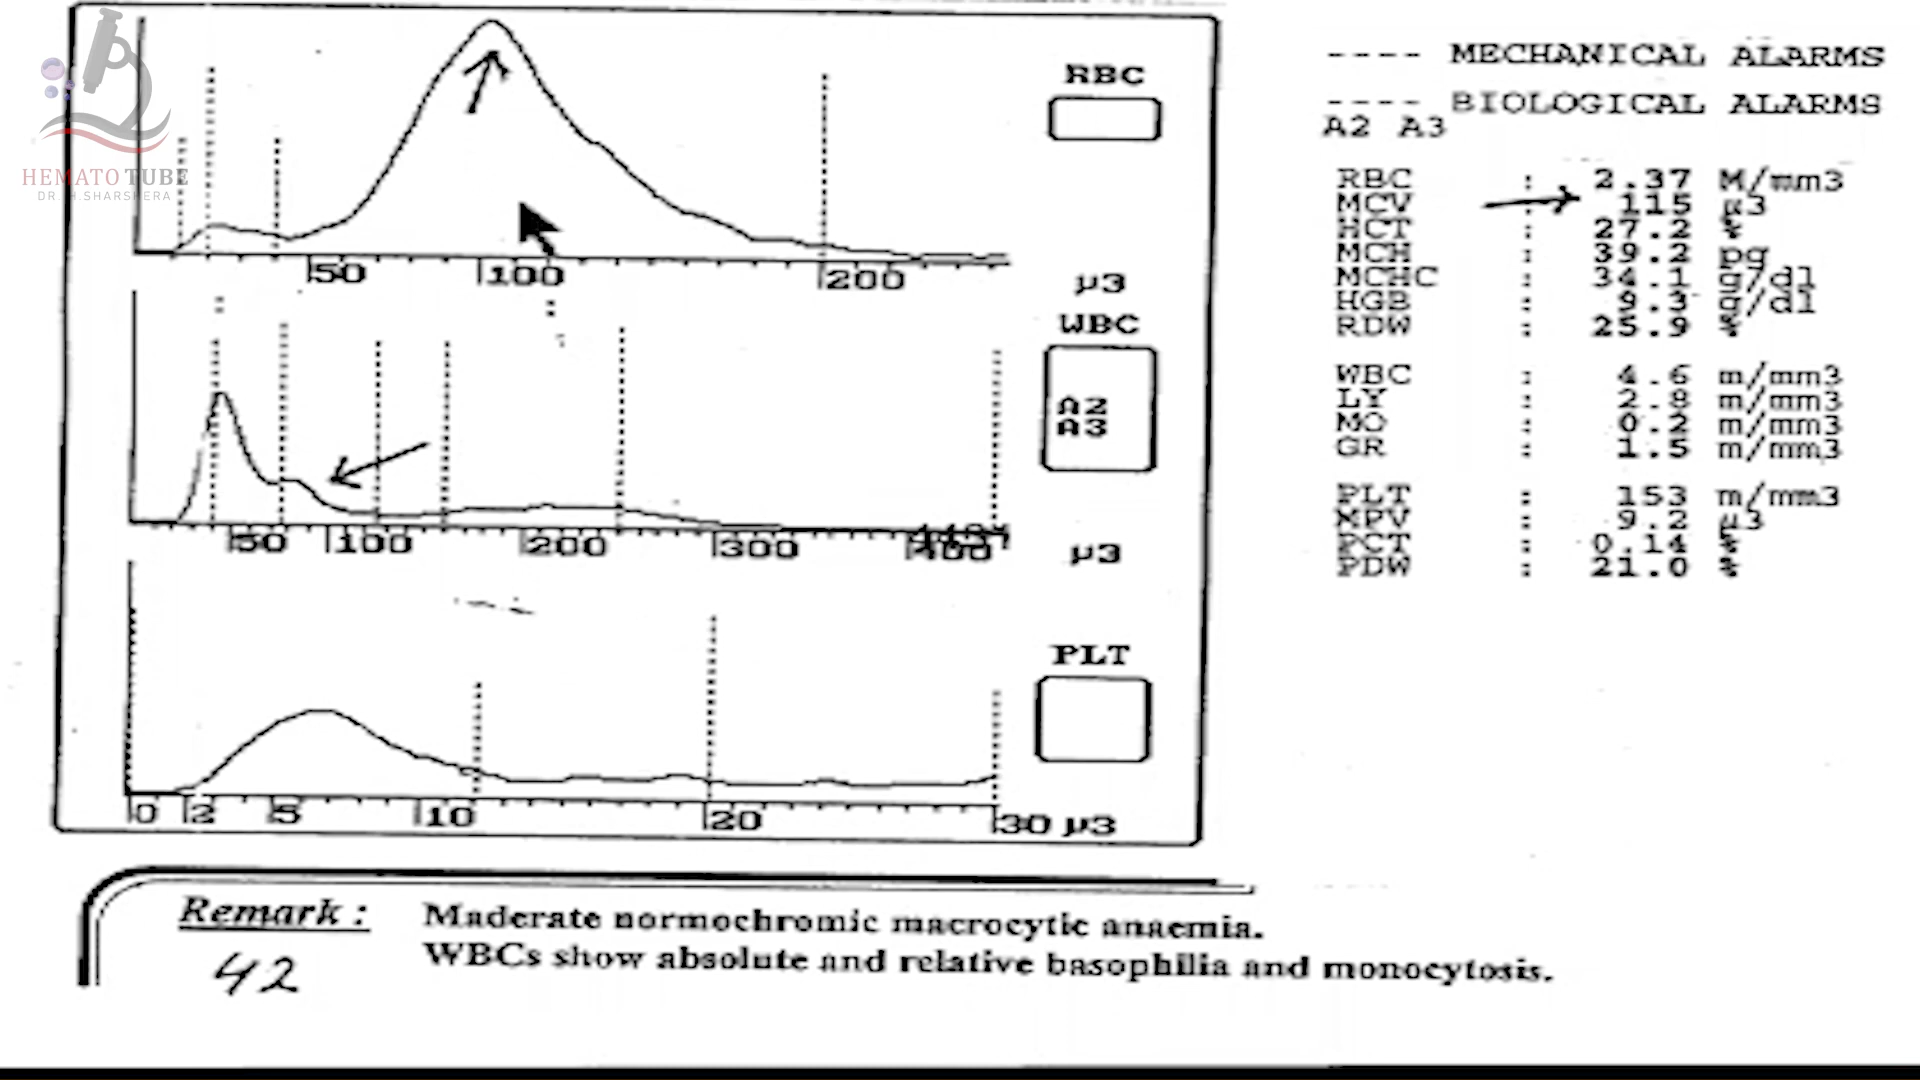 HEMATO TUBE
DR. H.SHARSHERA
RBC
50 100 200 µ3
WBC
A2
A3
50 100 200 300 400 µ3
PLT
0 2 5 10 20 30 µ3
---- MECHANICAL ALARMS
---- BIOLOGICAL ALARMS
A2 A3
RBC : 2.37 M/mm3
MCV : 115 µ3
HCT : 27.2 %
MCH : 39.2 pg
MCHC : 34.1 g/dl
HGB : 9.3 g/dl
RDW : 25.9 %
WBC : 4.6 m/mm3
LY : 2.8 m/mm3
MO : 0.2 m/mm3
GR : 1.5 m/mm3
PLT : 153 m/mm3
MPV : 9.2 µ3
PCT : 0.14 %
PDW : 21.0 %
Remark : Maderate normochromic macrocytic anaemia.
WBCs show absolute and relative basophilia and monocytosis.
42